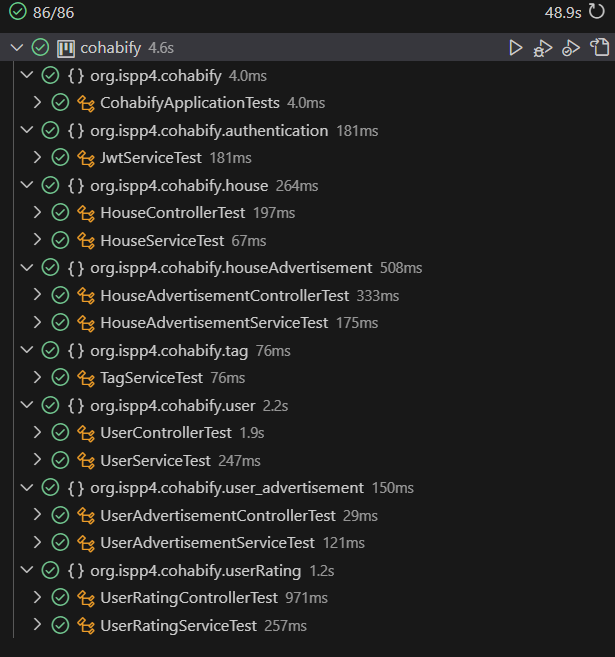 86/86 48.9s
cohabify 4.6s
{ } org.ispp4.cohabify 4.0ms
CohabifyApplicationTests 4.0ms
{ } org.ispp4.cohabify.authentication 181ms
JwtServiceTest 181ms
{ } org.ispp4.cohabify.house 264ms
HouseControllerTest 197ms
HouseServiceTest 67ms
{ } org.ispp4.cohabify.houseAdvertisement 508ms
HouseAdvertisementControllerTest 333ms
HouseAdvertisementServiceTest 175ms
{ } org.ispp4.cohabify.tag 76ms
TagServiceTest 76ms
{ } org.ispp4.cohabify.user 2.2s
UserControllerTest 1.9s
UserServiceTest 247ms
{ } org.ispp4.cohabify.user_advertisement 150ms
UserAdvertisementControllerTest 29ms
UserAdvertisementServiceTest 121ms
{ } org.ispp4.cohabify.userRating 1.2s
UserRatingControllerTest 971ms
UserRatingServiceTest 257ms